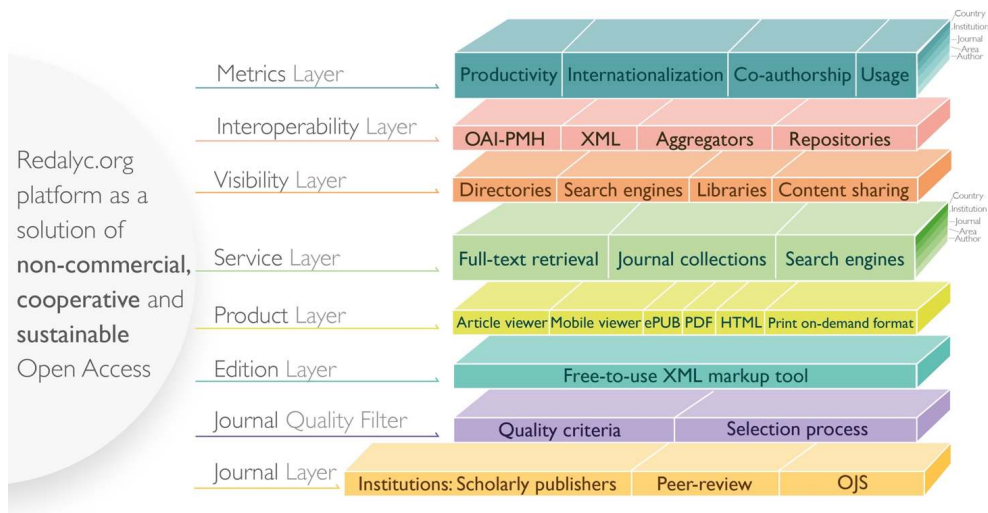 Redalyc.org
platform as a
solution of
non-commercial,
cooperative and
sustainable
Open Access
Metrics Layer
Productivity Internationalization Co-authorship Usage
Country
Institution
Journal
Area
Author
Interoperability Layer
OAI-PMH XML Aggregators Repositories
Visibility Layer
Directories Search engines Libraries Content sharing
Service Layer
Full-text retrieval Journal collections Search engines
Country
Institution
Journal
Area
Author
Product Layer
Article viewer Mobile viewer ePUB PDF HTML Print on-demand format
Edition Layer
Free-to-use XML markup tool
Journal Quality Filter
Quality criteria Selection process
Journal Layer
Institutions: Scholarly publishers Peer-review OJS